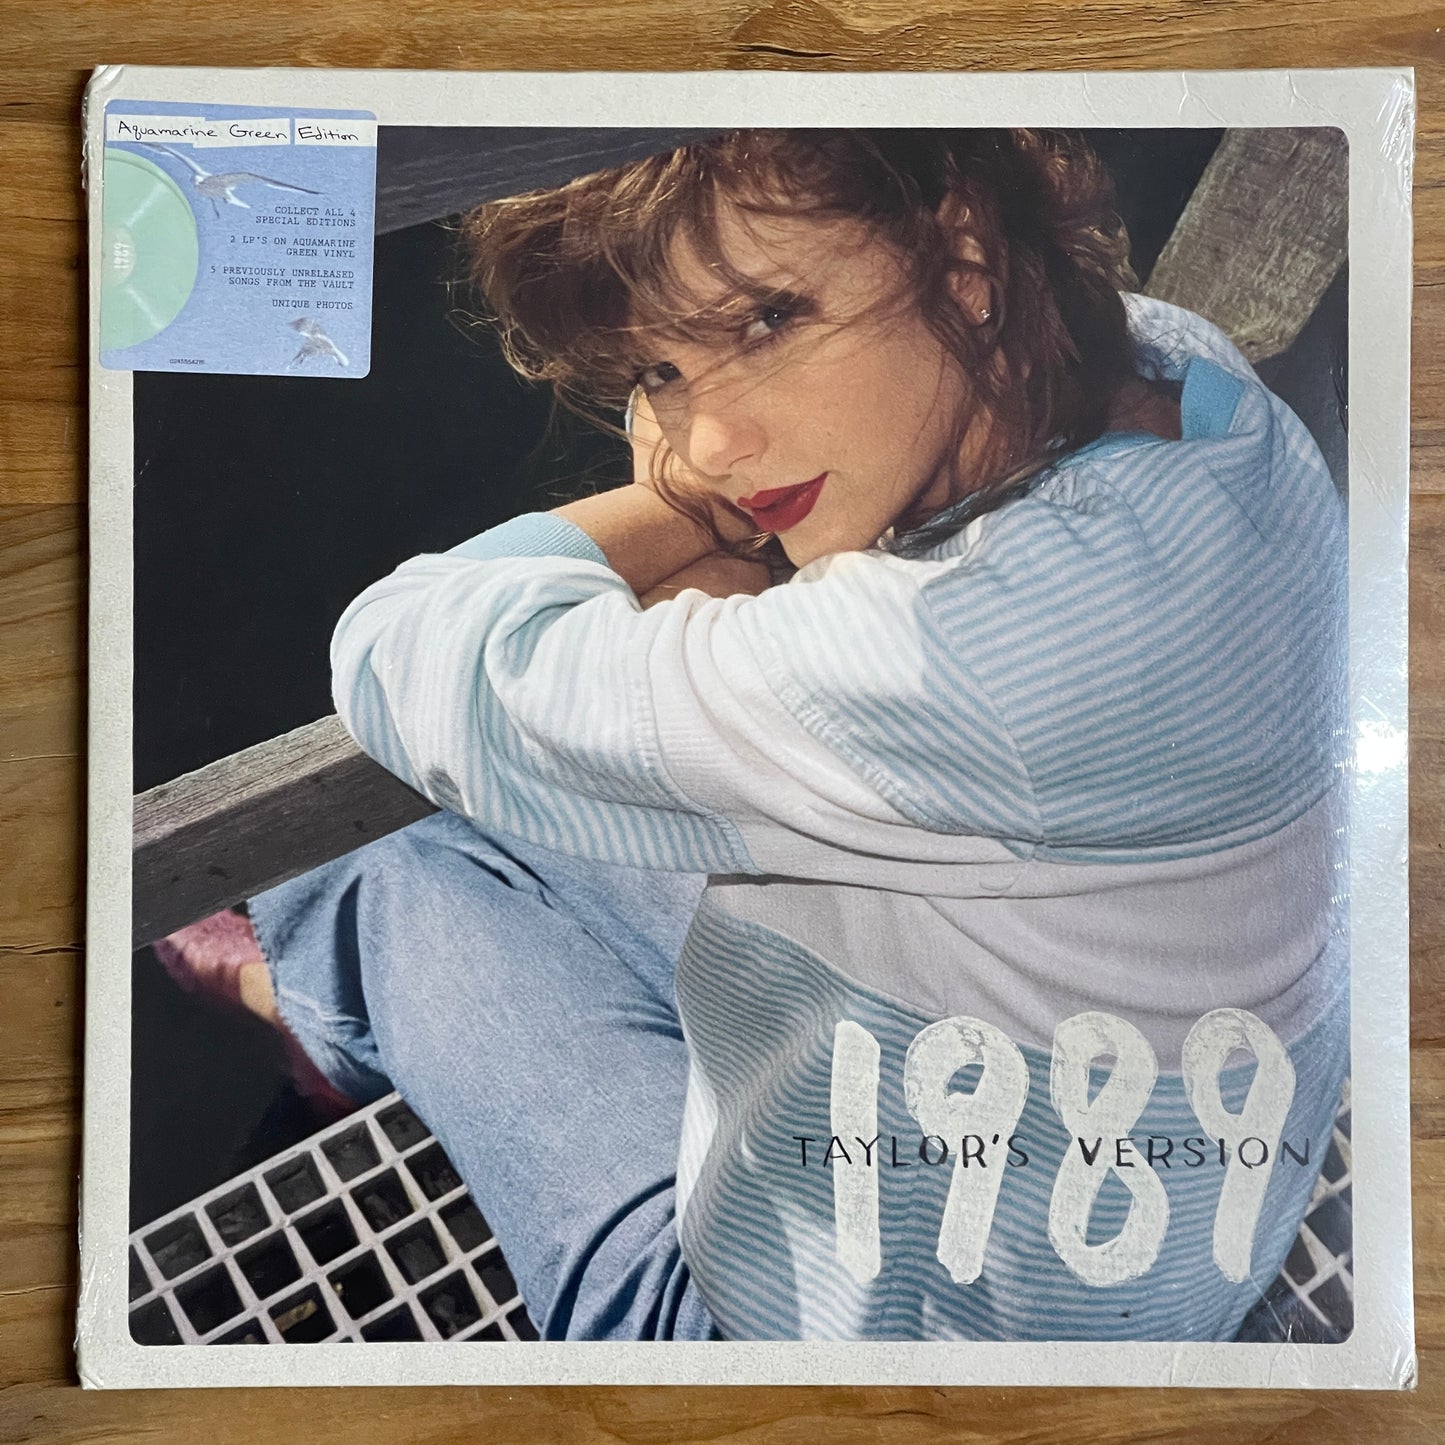 Aquamarine Green Edition
COLLECT ALL 4
SPECIAL EDITIONS
2 LP'S ON AQUAMARINE
GREEN VINYL
5 PREVIOUSLY UNRELEASED
SONGS FROM THE VAULT
UNIQUE PHOTOS
1989
1989
TAYLOR'S VERSION